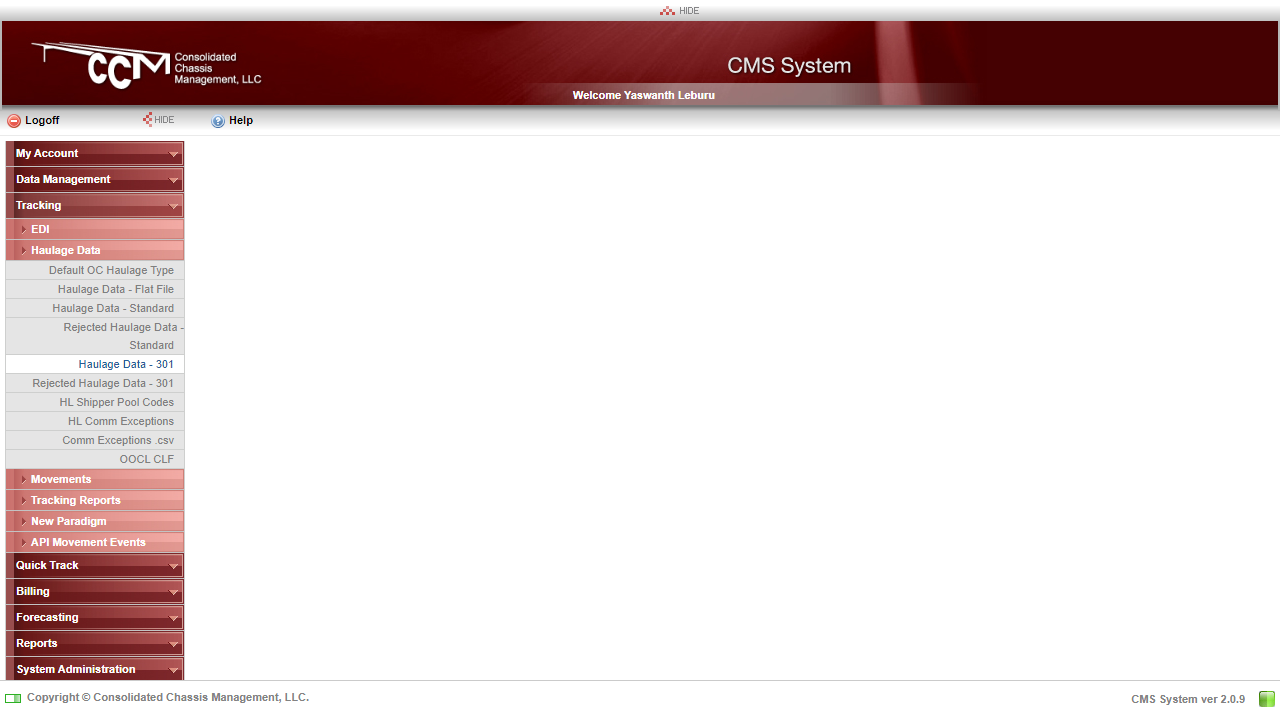 HIDE
CCM Consolidated
Chassis
Management, LLC
CMS System
Welcome Yaswanth Leburu
Logoff
HIDE
Help
My Account
Data Management
Tracking
EDI
Haulage Data
Default OC Haulage Type
Haulage Data - Flat File
Haulage Data - Standard
Rejected Haulage Data -
Standard
Haulage Data - 301
Rejected Haulage Data - 301
HL Shipper Pool Codes
HL Comm Exceptions
Comm Exceptions .csv
OOCL CLF
Movements
Tracking Reports
New Paradigm
API Movement Events
Quick Track
Billing
Forecasting
Reports
System Administration
Copyright © Consolidated Chassis Management, LLC.
CMS System ver 2.0.9